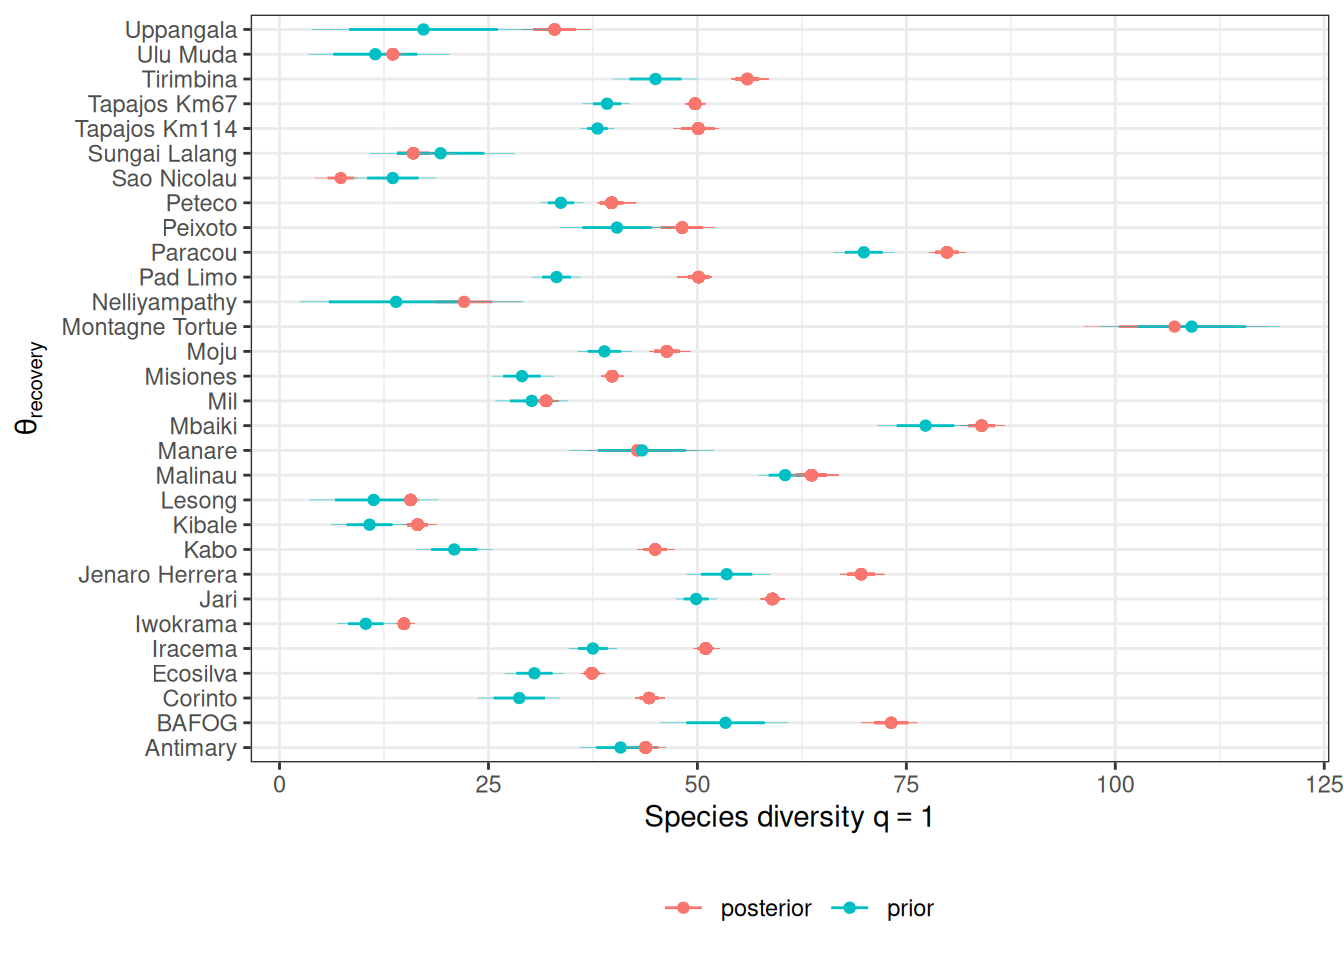 Uppangala
Ulu Muda
Tirimbina
Tapajos Km67
Tapajos Km114
Sungai Lalang
Sao Nicolau
Peteco
Peixoto
Paracou
Pad Limo
Nelliyampathy
Montagne Tortue
Moju
Misiones
Mil
Mbaiki
Manare
Malinau
Lesong
Kibale
Kabo
Jenaro Herrera
Jari
Iwokrama
Iracema
Ecosilva
Corinto
BAFOG
Antimary
θrecovery
0 25 50 75 100 125
Species diversity q = 1
posterior prior